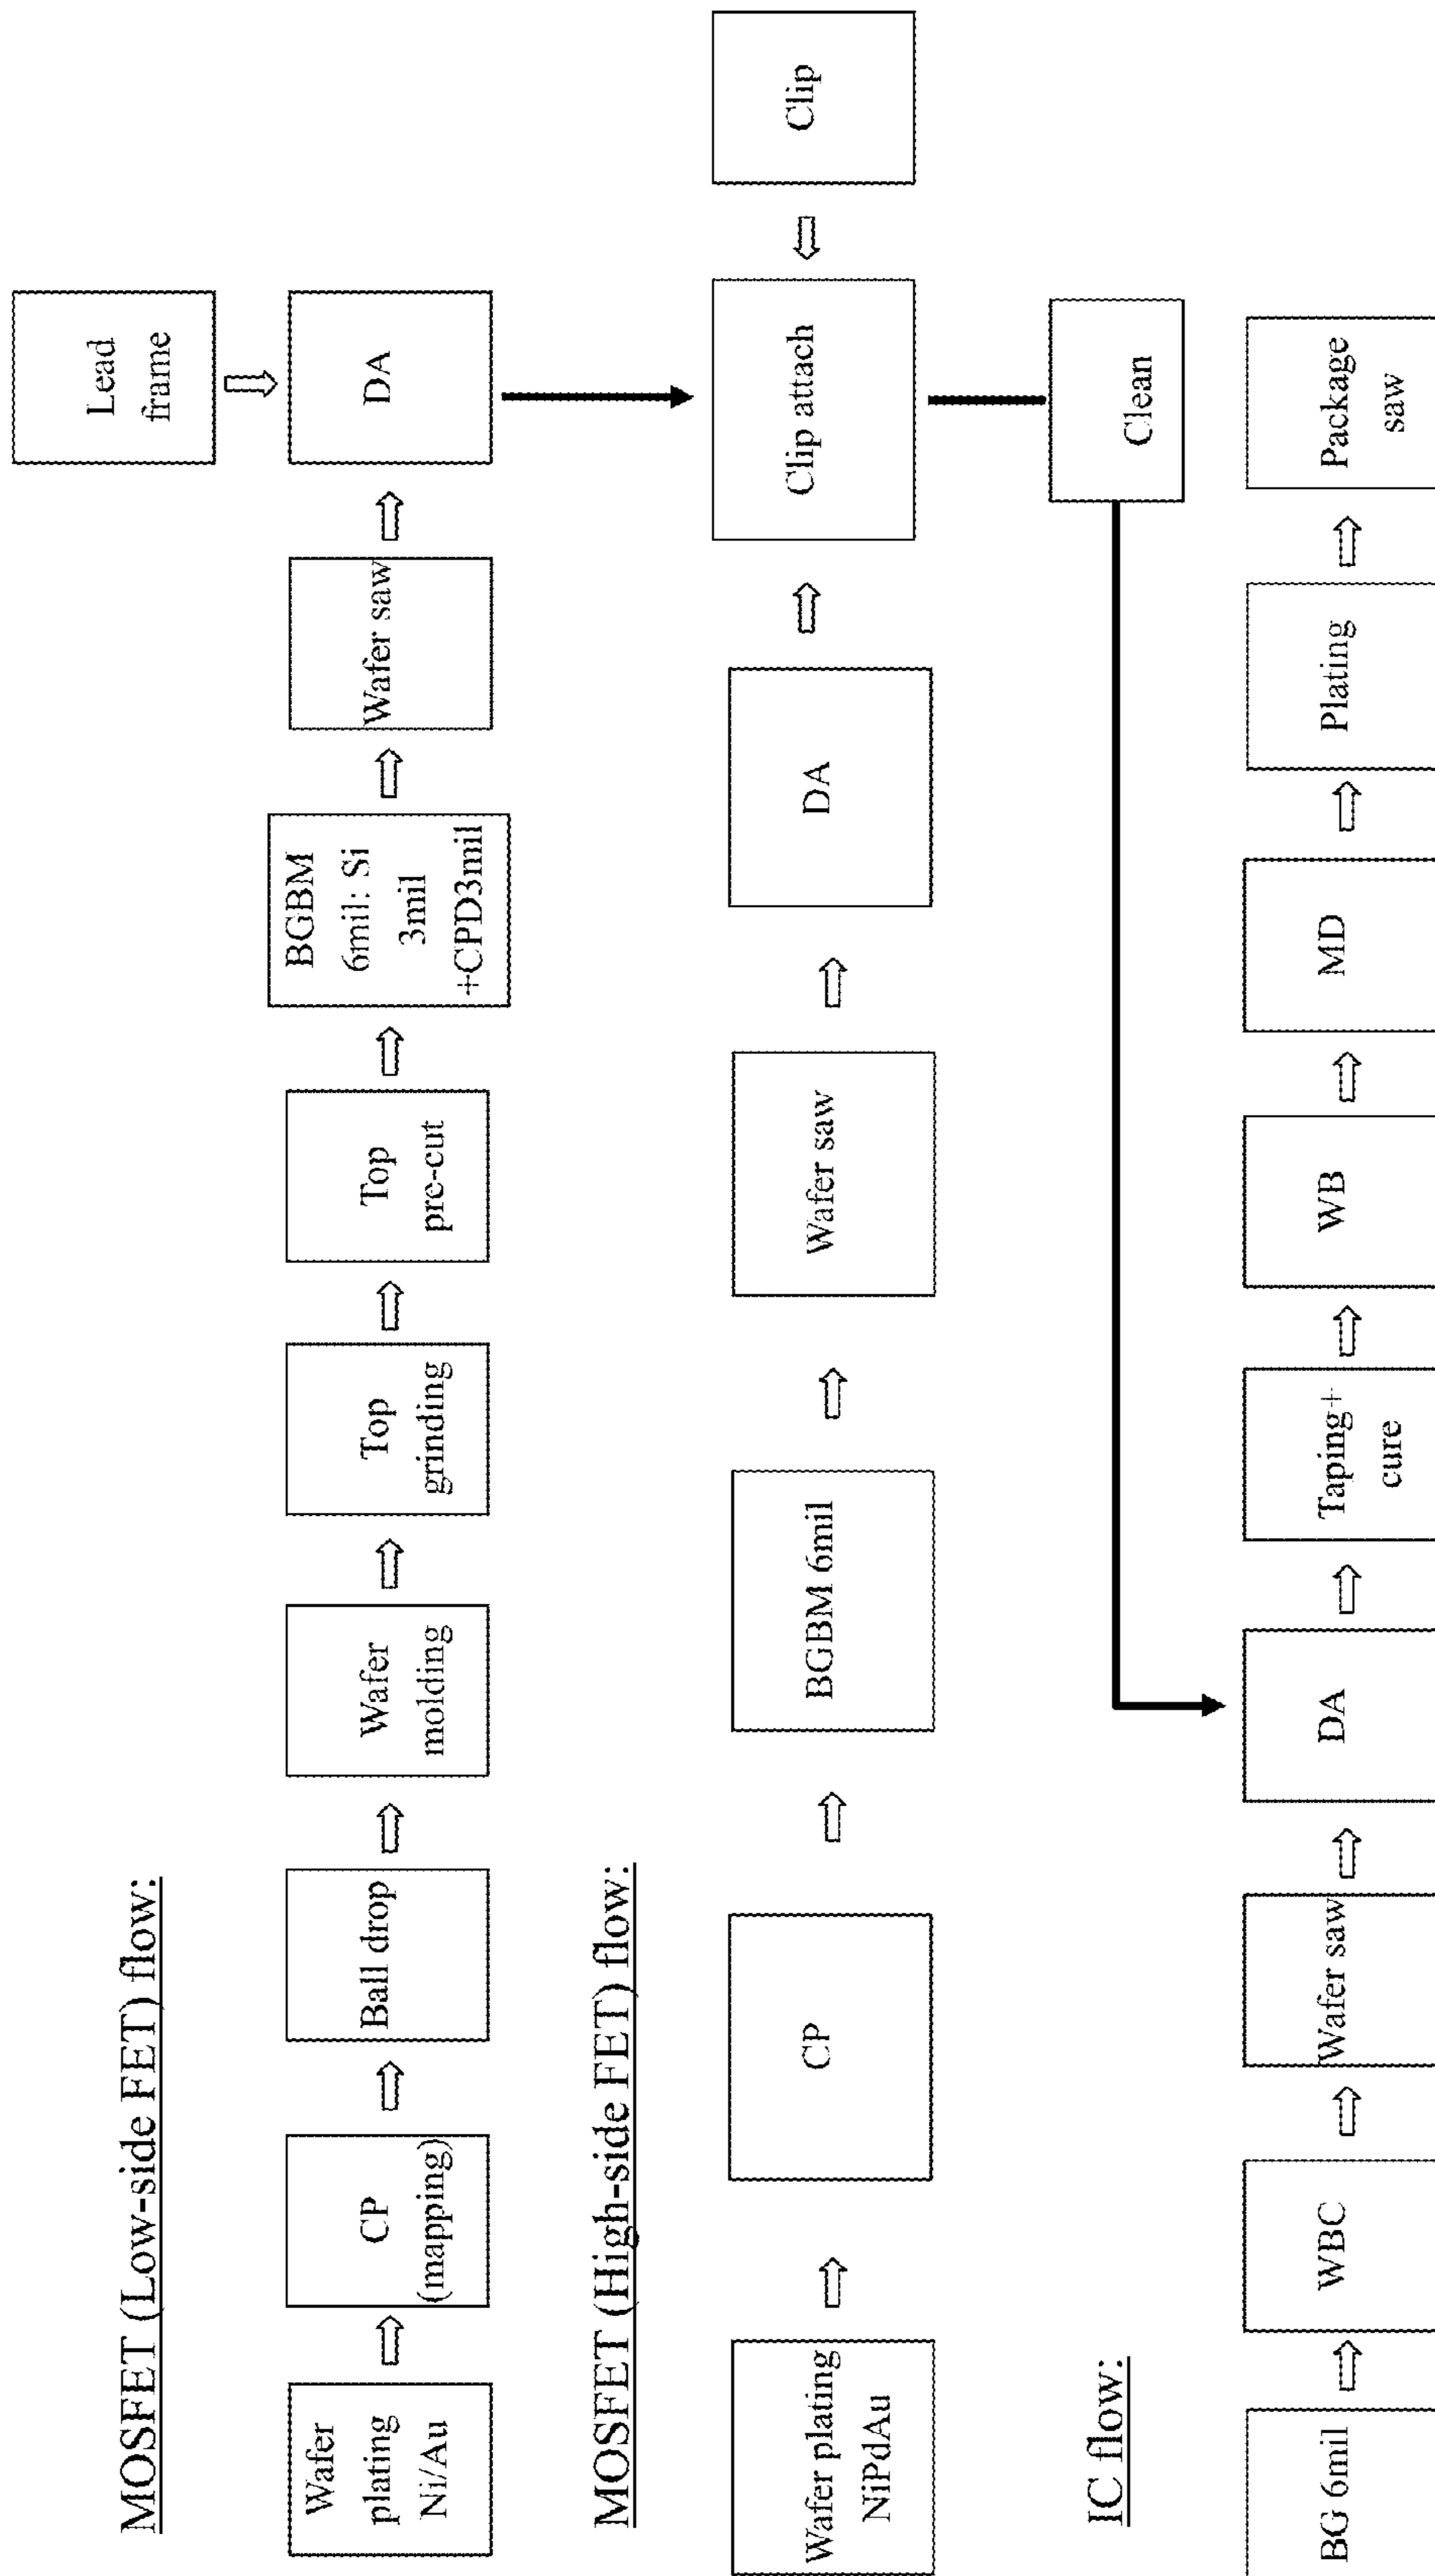 Lead
frame
MOSFET (Low-side FET) flow:
Wafer
plating
Ni/Au
CP
(mapping)
Ball drop
Wafer
molding
Top
grinding
Top
pre-cut
BGBM
6mil: Si
3mil
+CPD3mil
Wafer saw
DA
MOSFET (High-side FET) flow:
Wafer plating
NiPdAu
CP
BGBM 6mil
Wafer saw
DA
Clip attach
Clip
Clean
IC flow:
BG 6mil
WBC
Wafer saw
DA
Taping+
cure
WB
MD
Plating
Package
saw